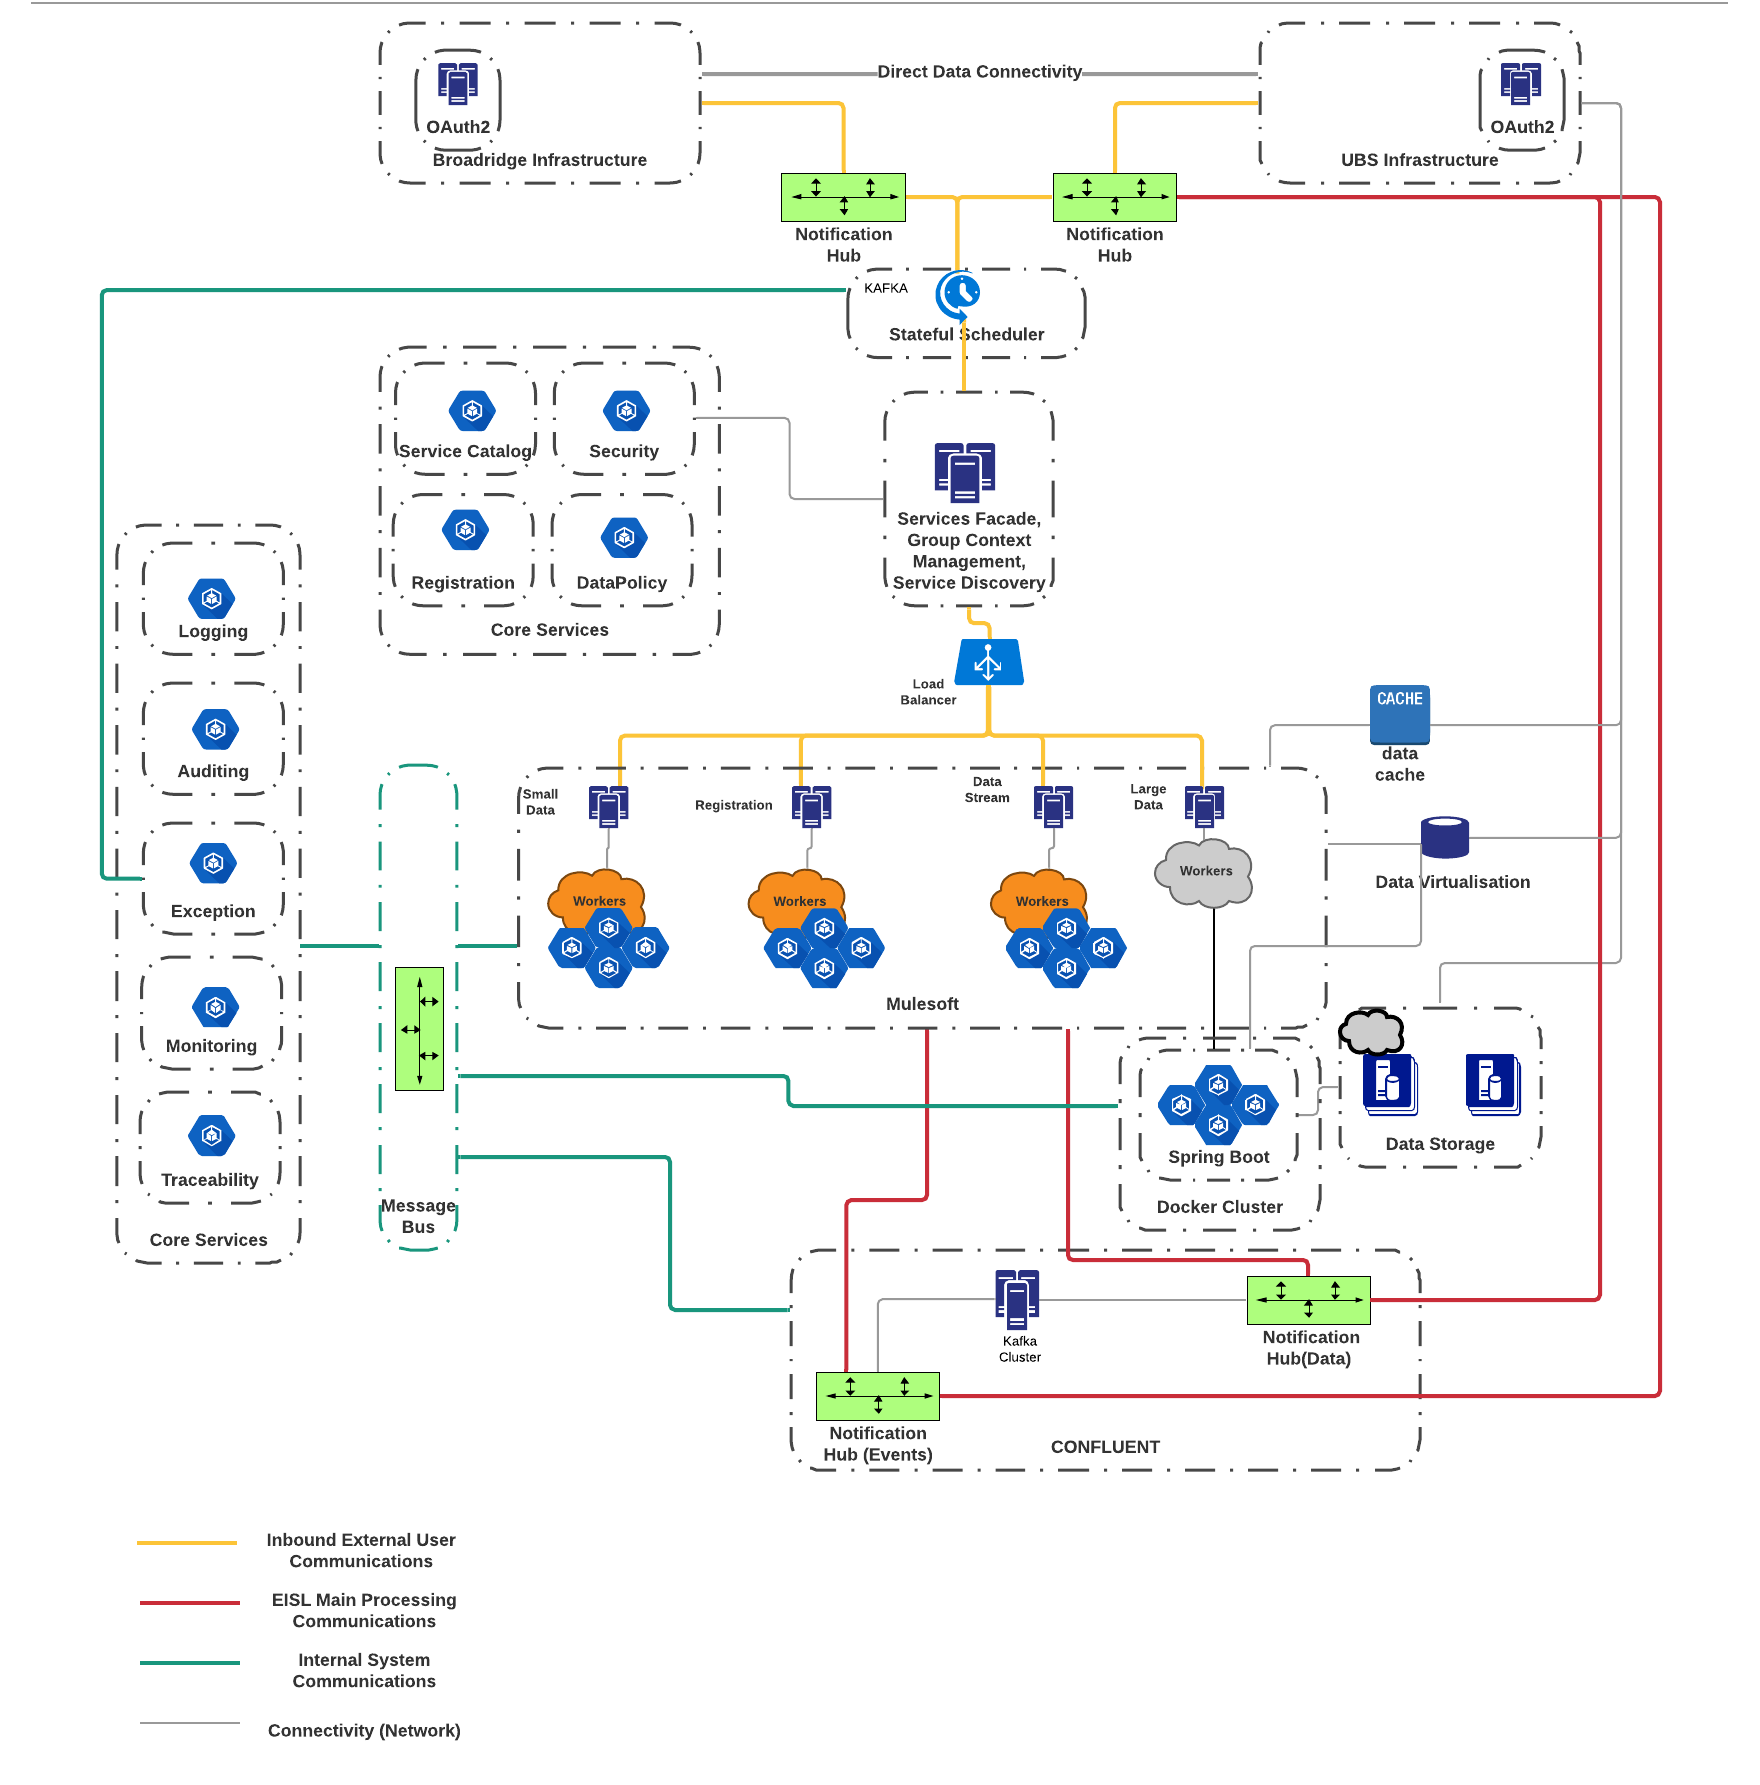 Direct Data Connectivity
OAuth2
Broadridge Infrastructure
OAuth2
UBS Infrastructure
Notification
Hub
Notification
Hub
KAFKA
Stateful Scheduler
Service Catalog
Security
Registration
DataPolicy
Core Services
Services Facade,
Group Context
Management,
Service Discovery
Load
Balancer
Logging
Auditing
Exception
Monitoring
Traceability
Core Services
Message
Bus
Small
Data
Registration
Data
Stream
Large
Data
Workers
Workers
Workers
Workers
Mulesoft
CACHE
data
cache
Data Virtualisation
Spring Boot
Docker Cluster
Data Storage
Kafka
Cluster
Notification
Hub(Data)
Notification
Hub (Events)
CONFLUENT
Inbound External User
Communications
EISL Main Processing
Communications
Internal System
Communications
Connectivity (Network)